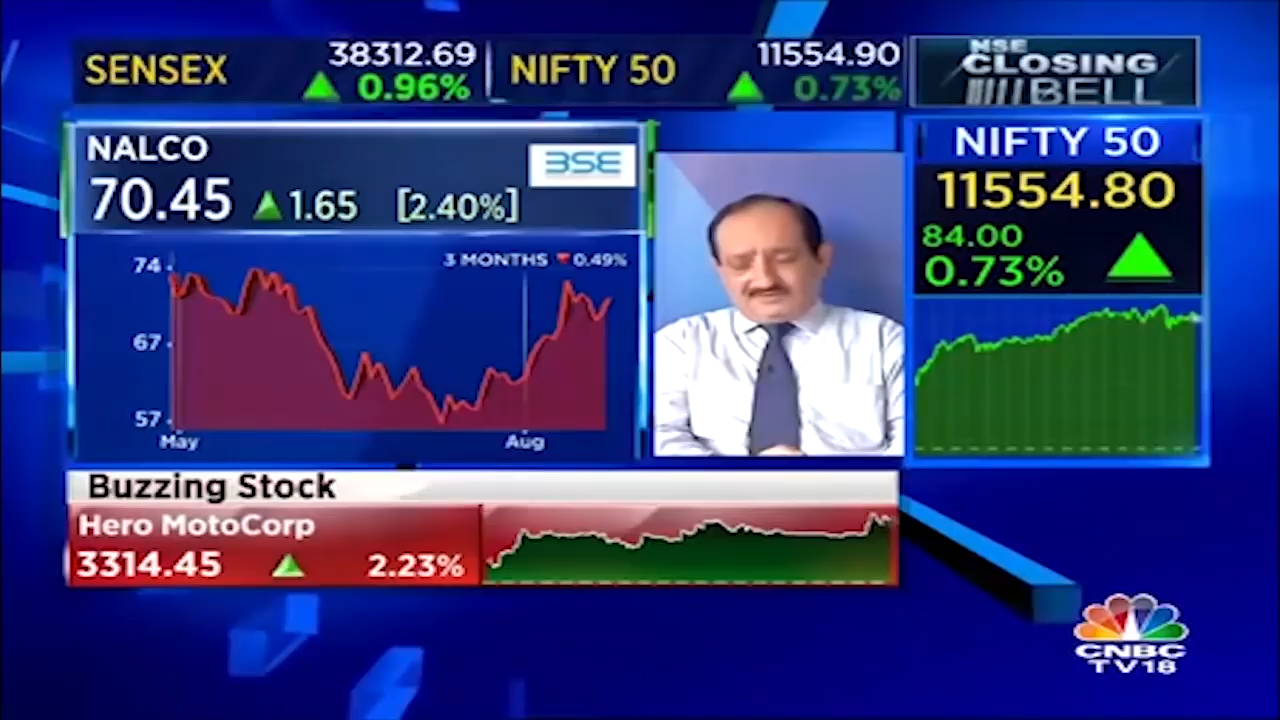 SENSEX
38312.69
0.96%
NIFTY 50
11554.90
0.73%
NSE
CLOSING
BELL
NALCO
BSE
70.45 1.65 [2.40%]
3 MONTHS 0.49%
74
67
57
May Aug
NIFTY 50
11554.80
84.00
0.73%
Buzzing Stock
Hero MotoCorp
3314.45 2.23%
CNBC
TV18